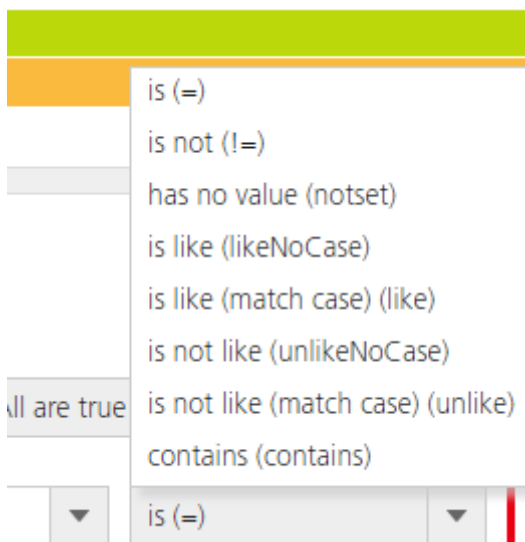 is (=)
is not (!=)
has no value (notset)
is like (likeNoCase)
is like (match case) (like)
is not like (unlikeNoCase)
is not like (match case) (unlike)
All are true
contains (contains)
is (=)